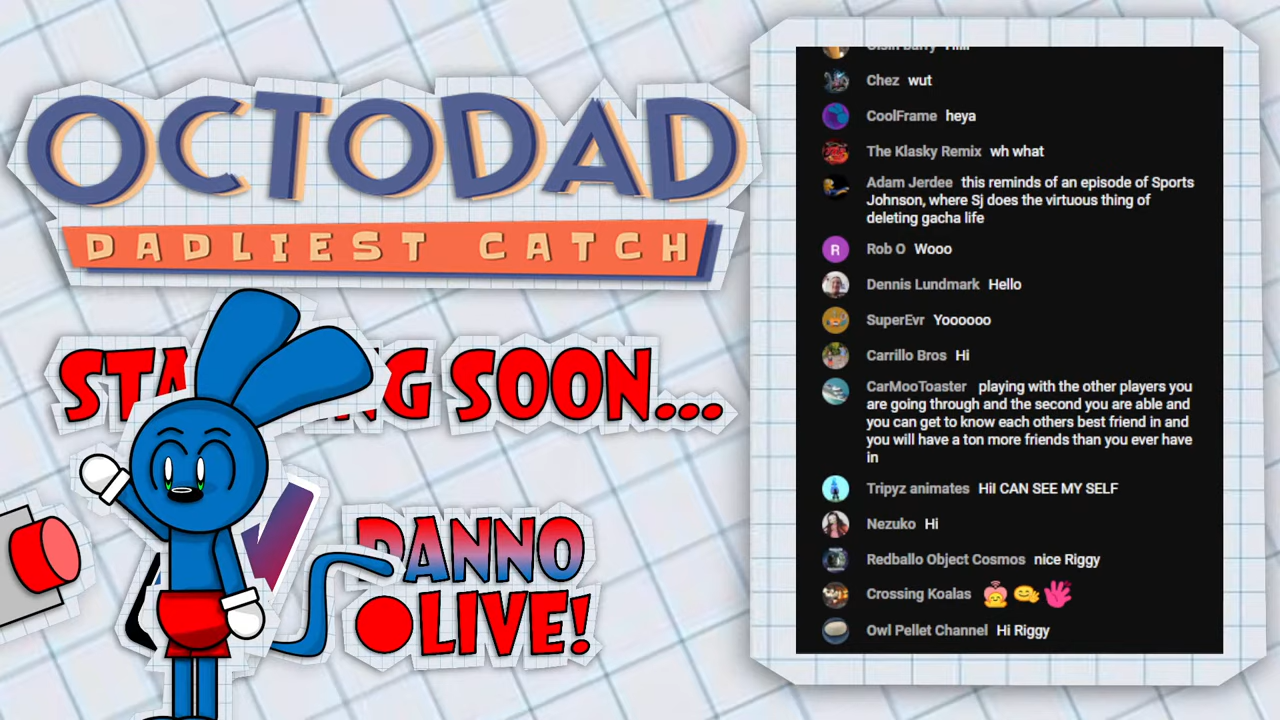 OCTODAD
DADLIEST CATCH
STA NG SOON...
DANNO
LIVE!
Chez wut
CoolFrame heya
The Klasky Remix wh what
Adam Jerdee this reminds of an episode of Sports
Johnson, where Sj does the virtuous thing of
deleting gacha life
R Rob O Wooo
Dennis Lundmark Hello
SuperEvr Yoooooo
Carrillo Bros Hi
CarMooToaster playing with the other players you
are going through and the second you are able and
you can get to know each others best friend in and
you will have a ton more friends than you ever have
in
Tripyz animates HiI CAN SEE MY SELF
Nezuko Hi
Redballo Object Cosmos nice Riggy
Crossing Koalas
Owl Pellet Channel Hi Riggy